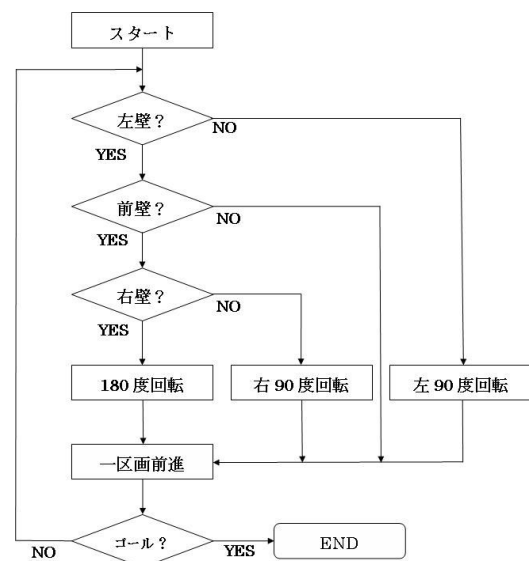 スタート
左壁？
NO
YES
前壁？
NO
YES
右壁？
NO
YES
180度回転
右90度回転
左90度回転
一区画前進
ゴール？
NO
YES
END